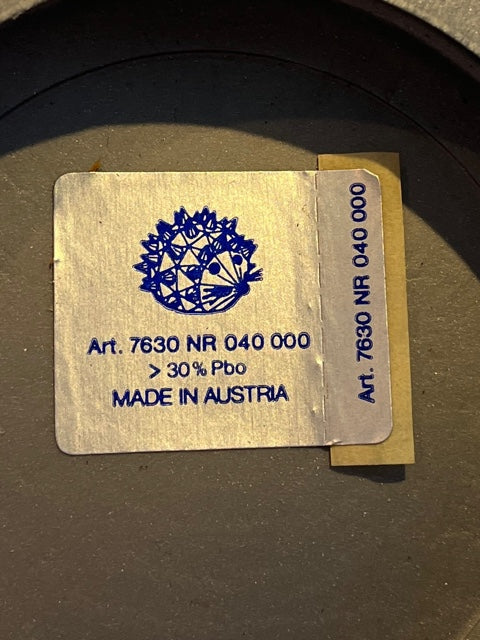 Art. 7630 NR 040 000
> 30% Pbo
MADE IN AUSTRIA
Art. 7630 NR 040 000